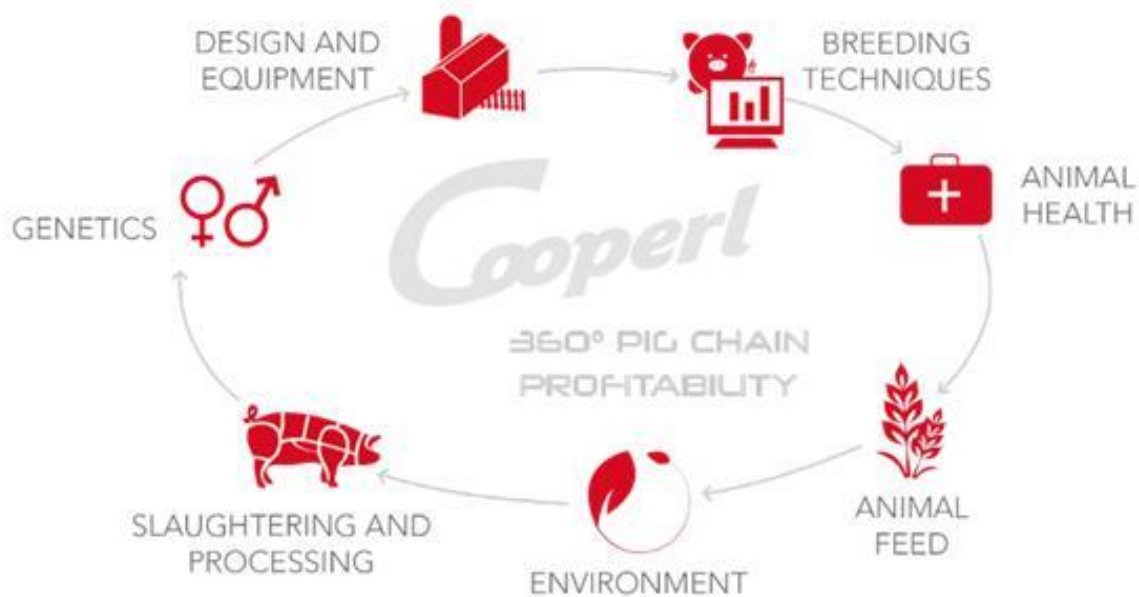 DESIGN AND
EQUIPMENT
BREEDING
TECHNIQUES
ANIMAL
HEALTH
GENETICS
Cooperl
360° PIG CHAIN
PROFITABILITY
ANIMAL
FEED
SLAUGHTERING AND
PROCESSING
ENVIRONMENT